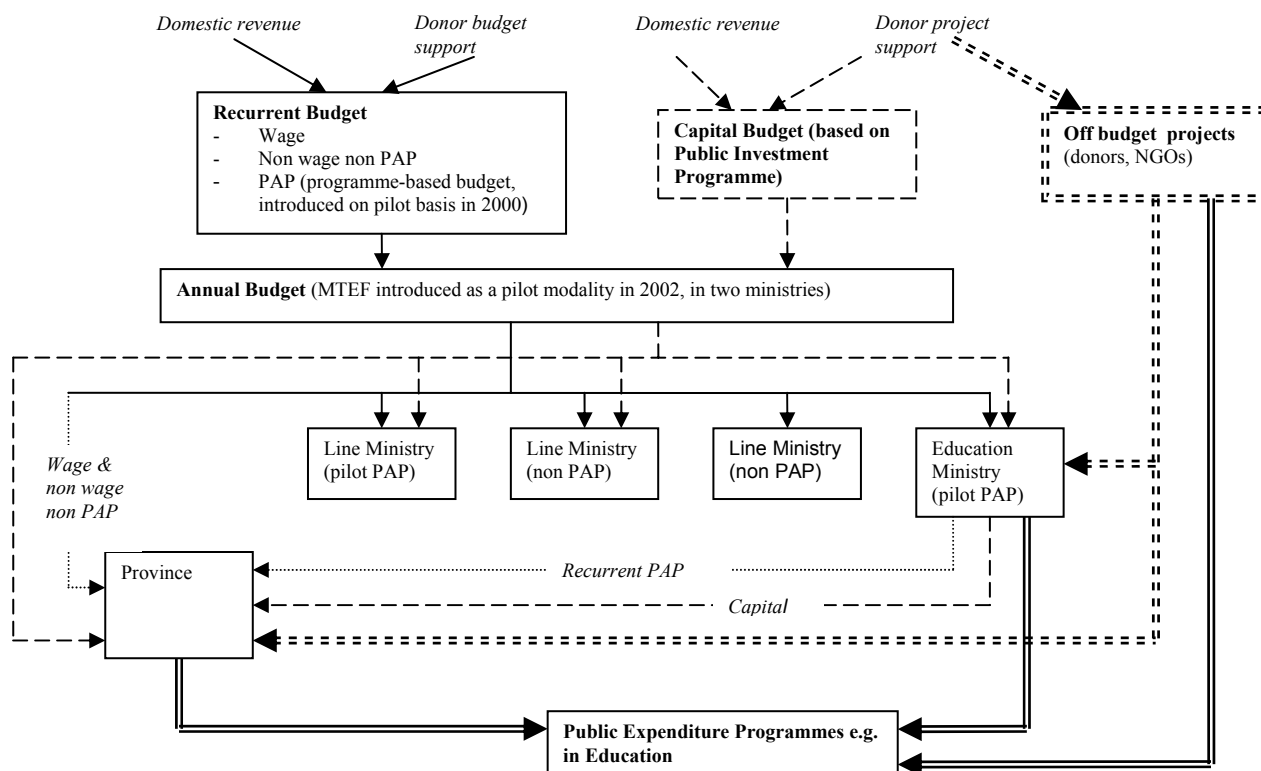 Domestic revenue
Donor budget
support
Domestic revenue
Donor project
support
Recurrent Budget
- Wage
- Non wage non PAP
- PAP (programme-based budget,
introduced on pilot basis in 2000)
Capital Budget (based on
Public Investment
Programme)
Off budget projects
(donors, NGOs)
Annual Budget (MTEF introduced as a pilot modality in 2002, in two ministries)
Line Ministry
(pilot PAP)
Line Ministry
(non PAP)
Line Ministry
(non PAP)
Education
Ministry
(pilot PAP)
Wage &
non wage
non PAP
Province
Recurrent PAP
Capital
Public Expenditure Programmes e.g.
in Education